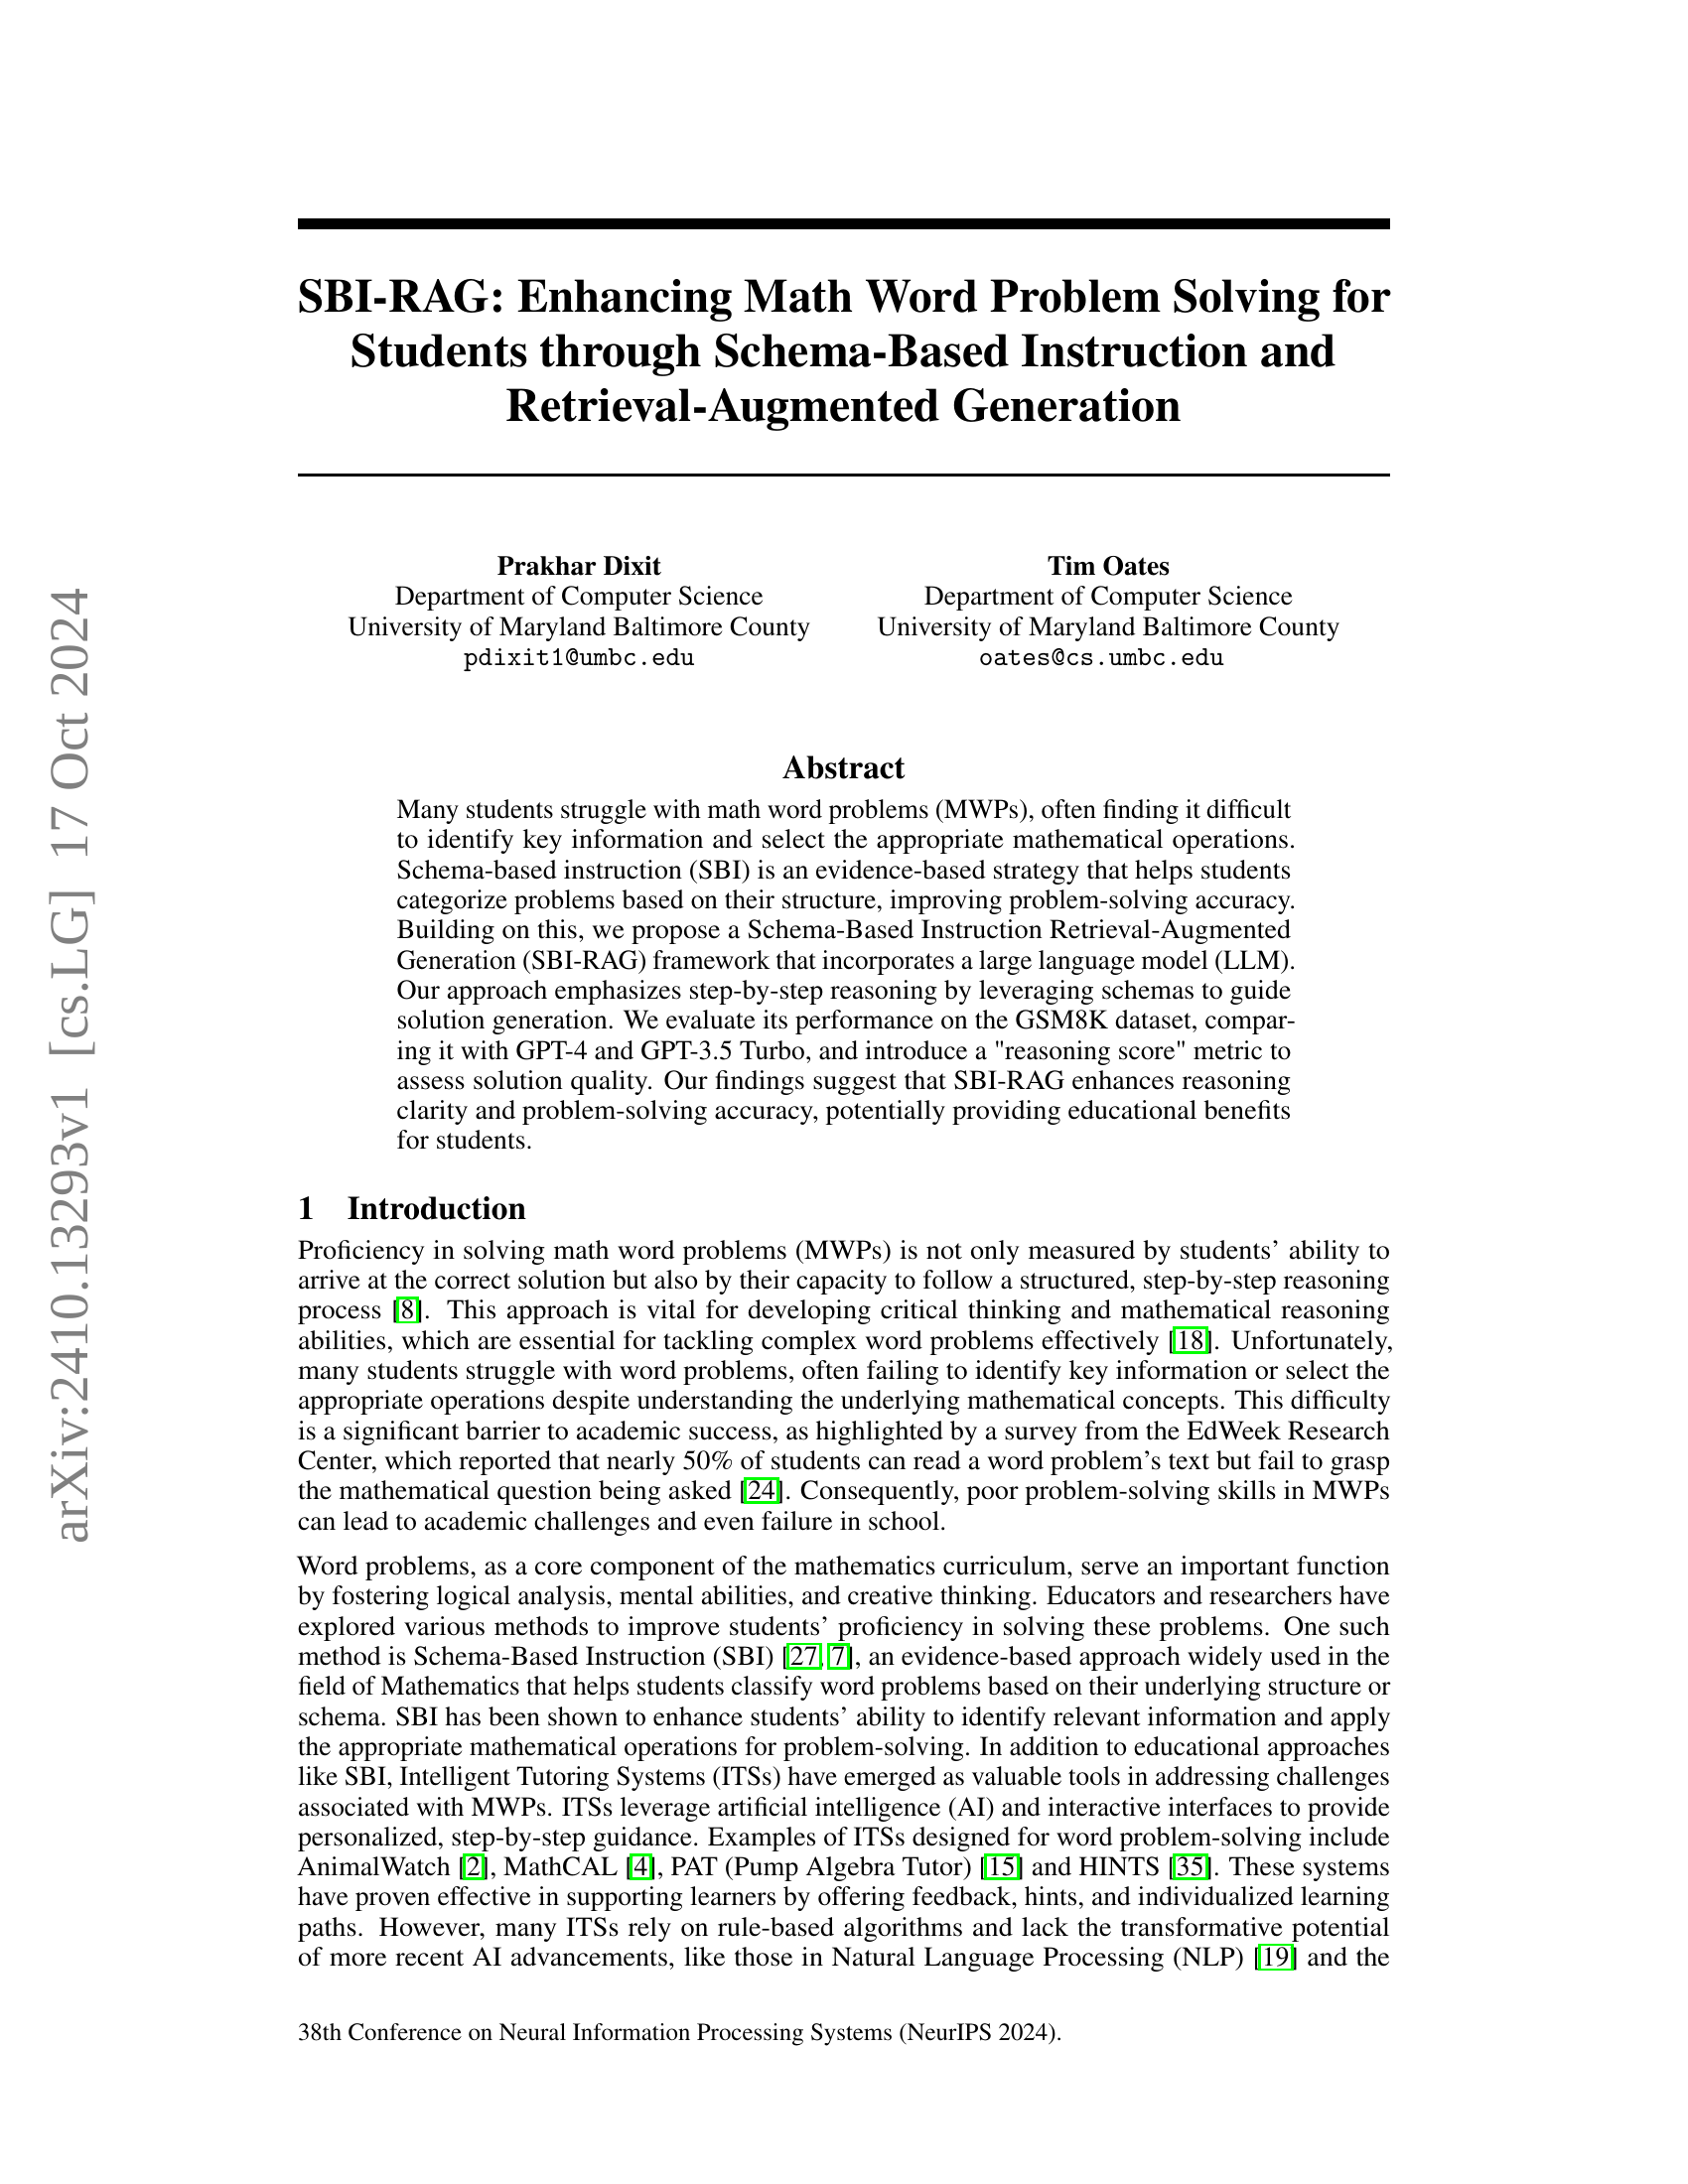 SBI-RAG: Enhancing Math Word Problem Solving for
Students through Schema-Based Instruction and
Retrieval-Augmented Generation
Prakhar Dixit
Department of Computer Science
University of Maryland Baltimore County
pdixit1@umbc.edu
Tim Oates
Department of Computer Science
University of Maryland Baltimore County
oates@cs.umbc.edu
arXiv:2410.13293v1 [cs.LG] 17 Oct 2024
Abstract
Many students struggle with math word problems (MWPs), often finding it difficult
to identify key information and select the appropriate mathematical operations.
Schema-based instruction (SBI) is an evidence-based strategy that helps students
categorize problems based on their structure, improving problem-solving accuracy.
Building on this, we propose a Schema-Based Instruction Retrieval-Augmented
Generation (SBI-RAG) framework that incorporates a large language model (LLM).
Our approach emphasizes step-by-step reasoning by leveraging schemas to guide
solution generation. We evaluate its performance on the GSM8K dataset, compar-
ing it with GPT-4 and GPT-3.5 Turbo, and introduce a "reasoning score" metric to
assess solution quality. Our findings suggest that SBI-RAG enhances reasoning
clarity and problem-solving accuracy, potentially providing educational benefits
for students.
1 Introduction
Proficiency in solving math word problems (MWPs) is not only measured by students’ ability to
arrive at the correct solution but also by their capacity to follow a structured, step-by-step reasoning
process [8]. This approach is vital for developing critical thinking and mathematical reasoning
abilities, which are essential for tackling complex word problems effectively [18]. Unfortunately,
many students struggle with word problems, often failing to identify key information or select the
appropriate operations despite understanding the underlying mathematical concepts. This difficulty
is a significant barrier to academic success, as highlighted by a survey from the EdWeek Research
Center, which reported that nearly 50% of students can read a word problem’s text but fail to grasp
the mathematical question being asked [24]. Consequently, poor problem-solving skills in MWPs
can lead to academic challenges and even failure in school.
Word problems, as a core component of the mathematics curriculum, serve an important function
by fostering logical analysis, mental abilities, and creative thinking. Educators and researchers have
explored various methods to improve students’ proficiency in solving these problems. One such
method is Schema-Based Instruction (SBI) [27, 7], an evidence-based approach widely used in the
field of Mathematics that helps students classify word problems based on their underlying structure or
schema. SBI has been shown to enhance students’ ability to identify relevant information and apply
the appropriate mathematical operations for problem-solving. In addition to educational approaches
like SBI, Intelligent Tutoring Systems (ITSs) have emerged as valuable tools in addressing challenges
associated with MWPs. ITSs leverage artificial intelligence (AI) and interactive interfaces to provide
personalized, step-by-step guidance. Examples of ITSs designed for word problem-solving include
AnimalWatch [2], MathCAL [4], PAT (Pump Algebra Tutor) [15] and HINTS [35]. These systems
have proven effective in supporting learners by offering feedback, hints, and individualized learning
paths. However, many ITSs rely on rule-based algorithms and lack the transformative potential
of more recent AI advancements, like those in Natural Language Processing (NLP) [19] and the
38th Conference on Neural Information Processing Systems (NeurIPS 2024).